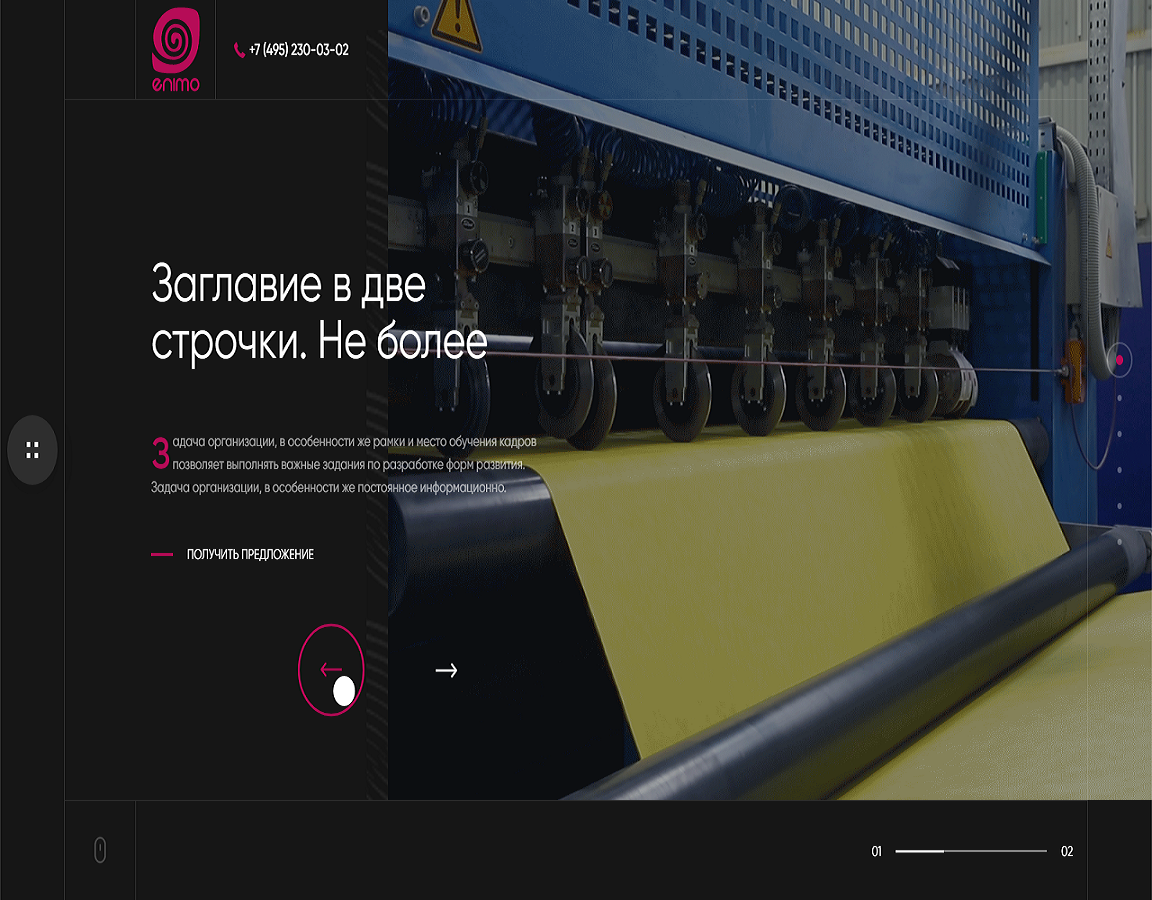 enimo
+7 (495) 230-03-02
Заглавие в две
строчки. Не более
Задача организации, в особенности же рамки и место обучения кадров
позволяет выполнять важные задания по разработке форм развития.
Задача организации, в особенности же постоянное информационно.
ПОЛУЧИТЬ ПРЕДЛОЖЕНИЕ
01
02